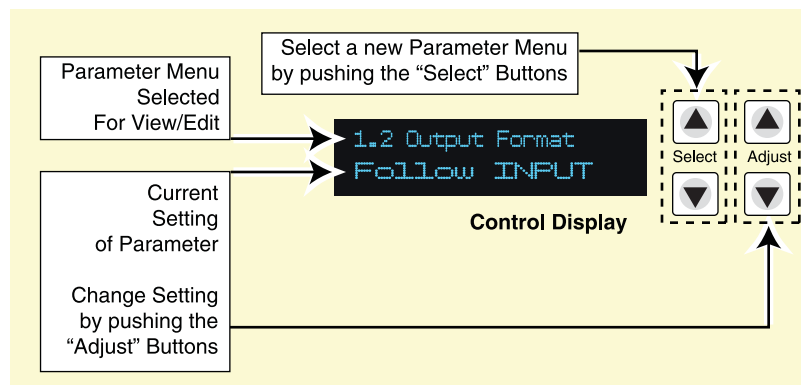 Select a new Parameter Menu
by pushing the “Select” Buttons
Parameter Menu
Selected
For View/Edit
1.2 Output Format
Follow INPUT
Select
Adjust
Control Display
Current
Setting
of Parameter
Change Setting
by pushing the
“Adjust” Buttons